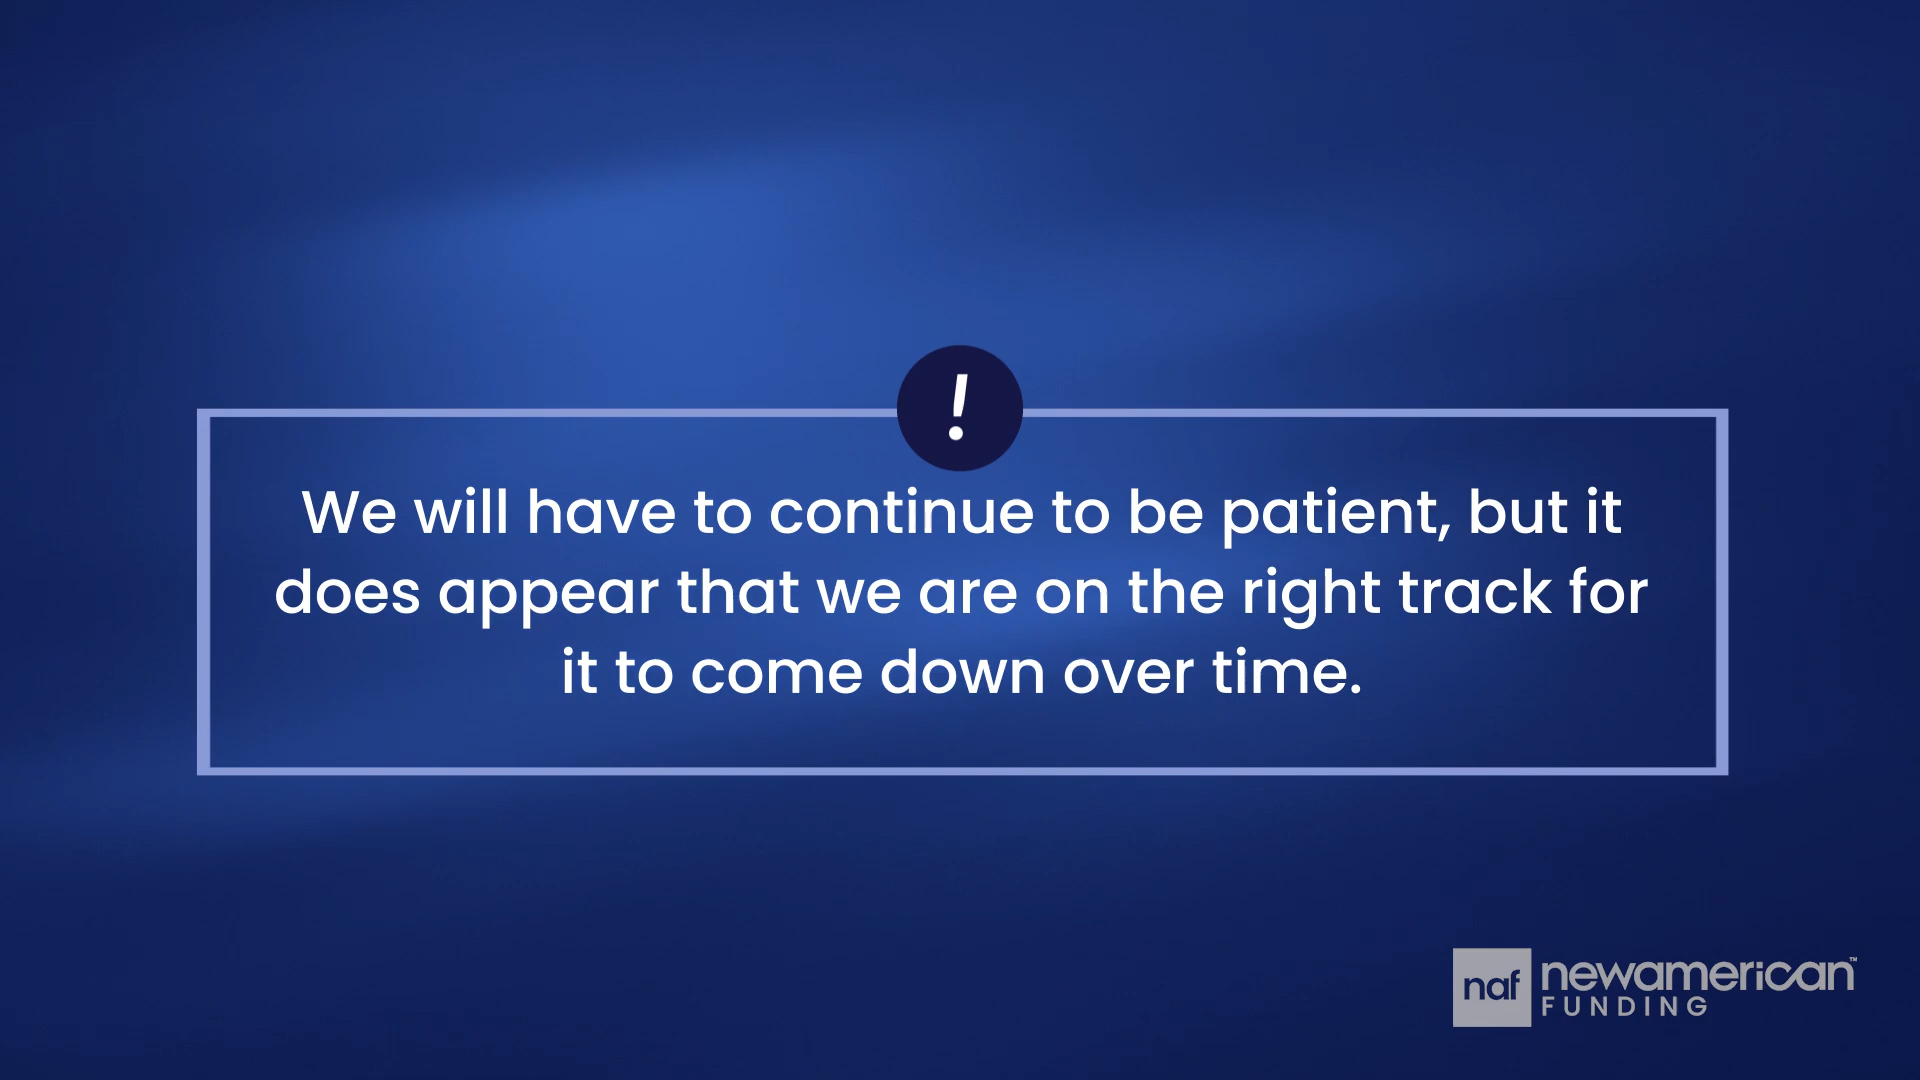 !
We will have to continue to be patient, but it
does appear that we are on the right track for
it to come down over time.
naf newamerican™
FUNDING